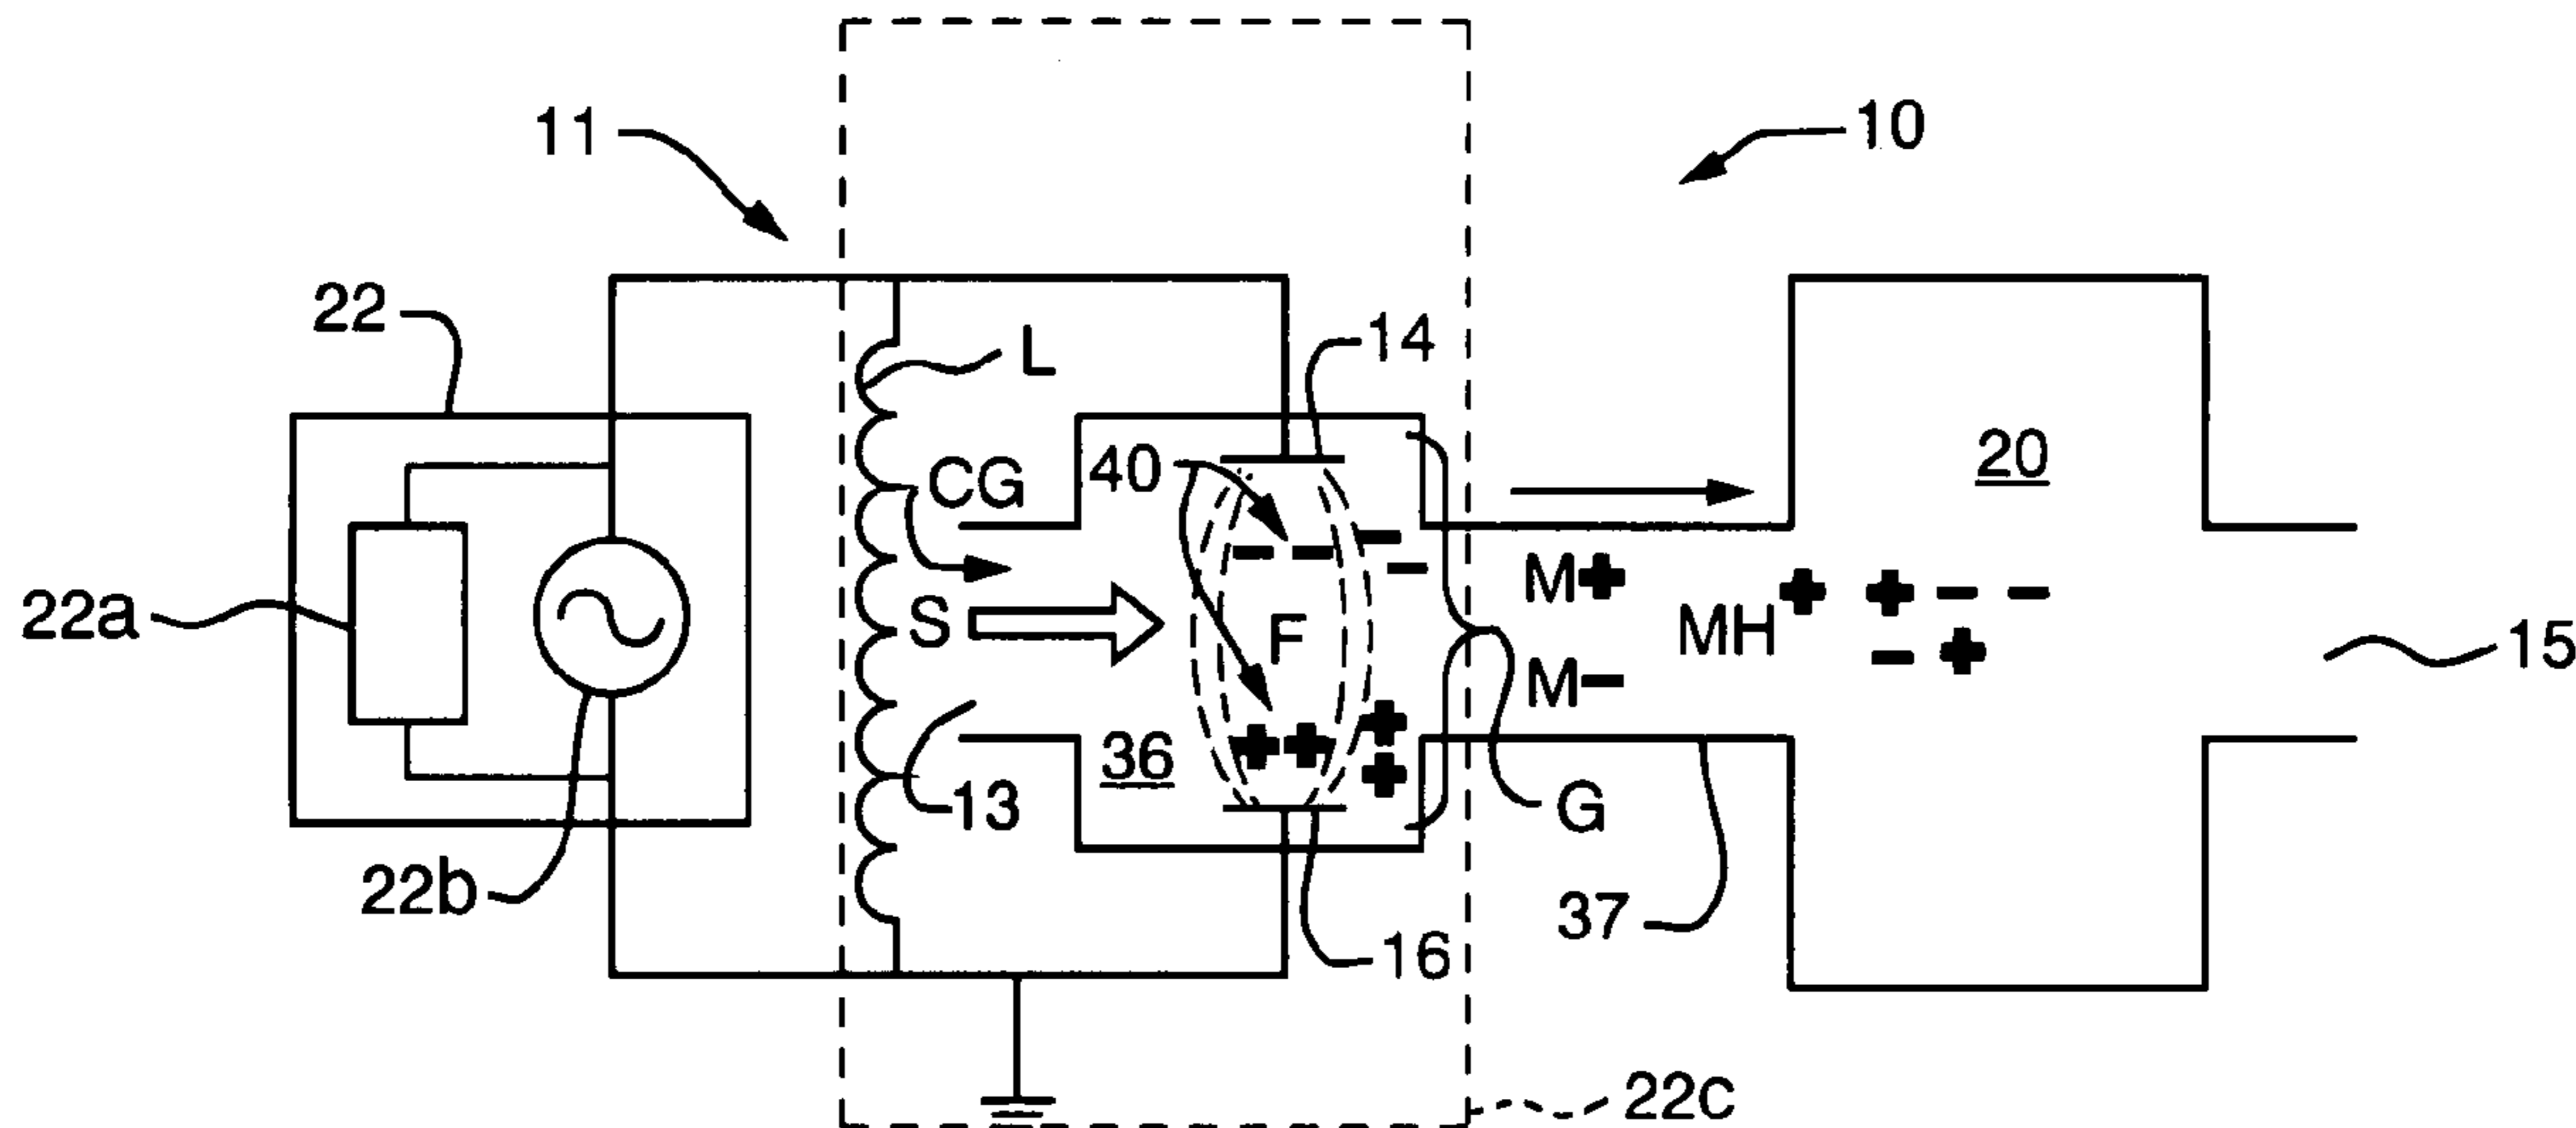 11
10
22
L
14
CG
40
20
M+
MH+ + - -
- +
22a
S
F
- - - -
M-
15
+ + + +
36
13
G
22b
37
16
22c